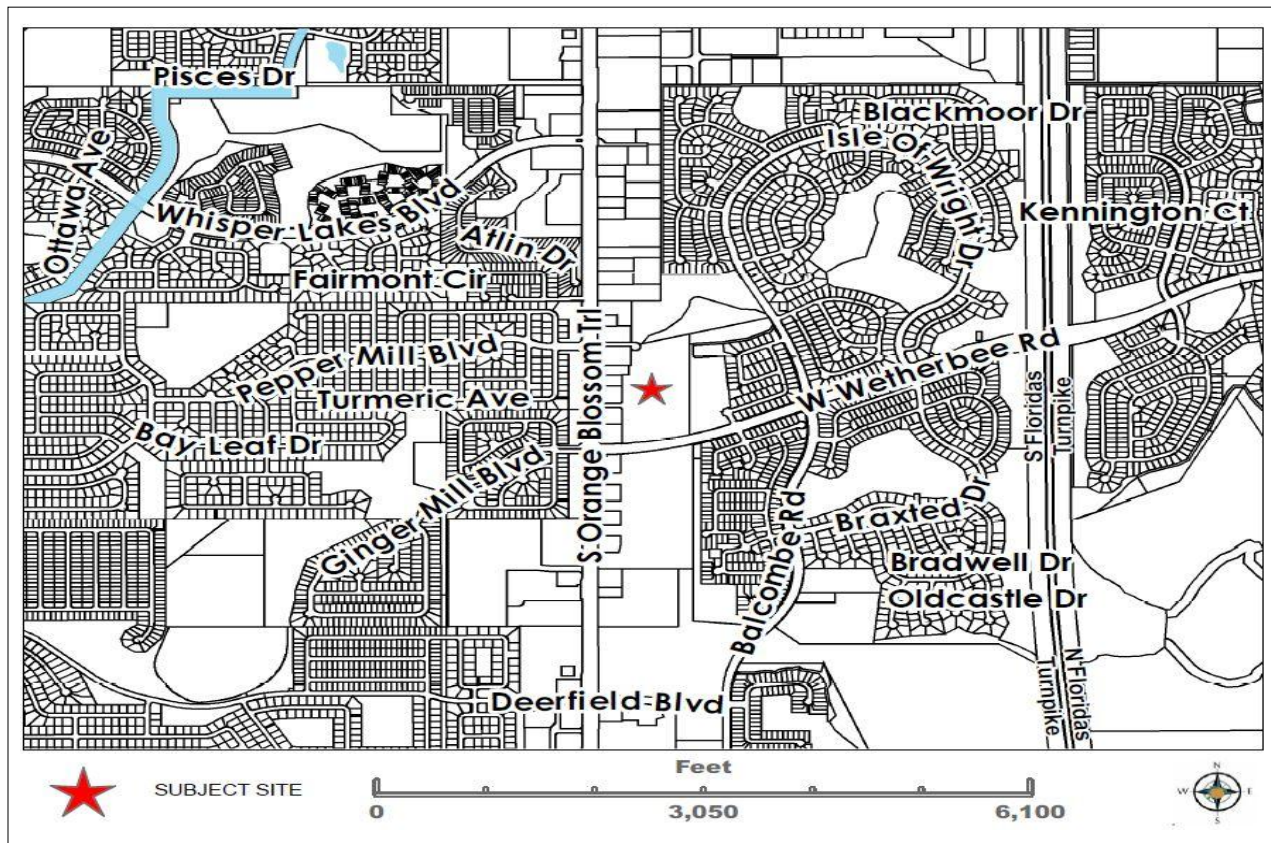 Pisces Dr
Blackmoor Dr
Isle Of Wright Dr
Ottawa Ave
Whisper Lakes Blvd
Kennington Ct
Atlin Dr
Fairmont Cir
S Orange Blossom Trl
Pepper Mill Blvd
W Wetherbee Rd
Turmeric Ave
S Floridas
Turnpike
Bay Leaf Dr
Ginger Mill Blvd
Balcombe Rd
Braxted Dr
Bradwell Dr
Oldcastle Dr
N Floridas
Turnpike
Deerfield Blvd
SUBJECT SITE
Feet
0 3,050 6,100
N
W E
S